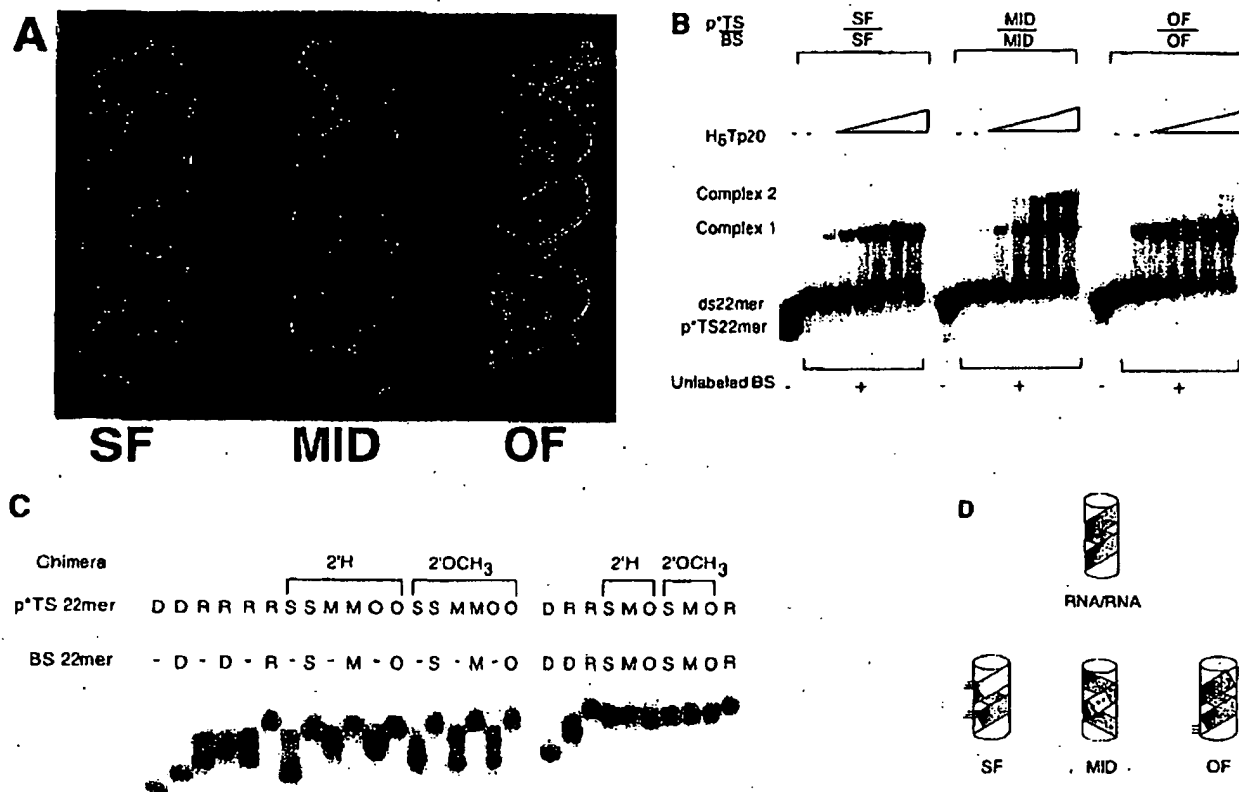 A
SF MID OF
B p*TS/BS SF/SF MID/MID OF/OF
HδTp20 - - - - - -
Complex 2
Complex 1
ds22mer
p*TS22mer
Unlabeled BS - + - + - +
C
Chimera 2'H 2'OCH3 2'H 2'OCH3
p*TS 22mer D D R R R R S S M M O O S S M M O O D R R S M O S M O R
BS 22mer - D - D - R - S - M - O - S - M - O D D R S M O S M O R
D
RNA/RNA
SF MID OF